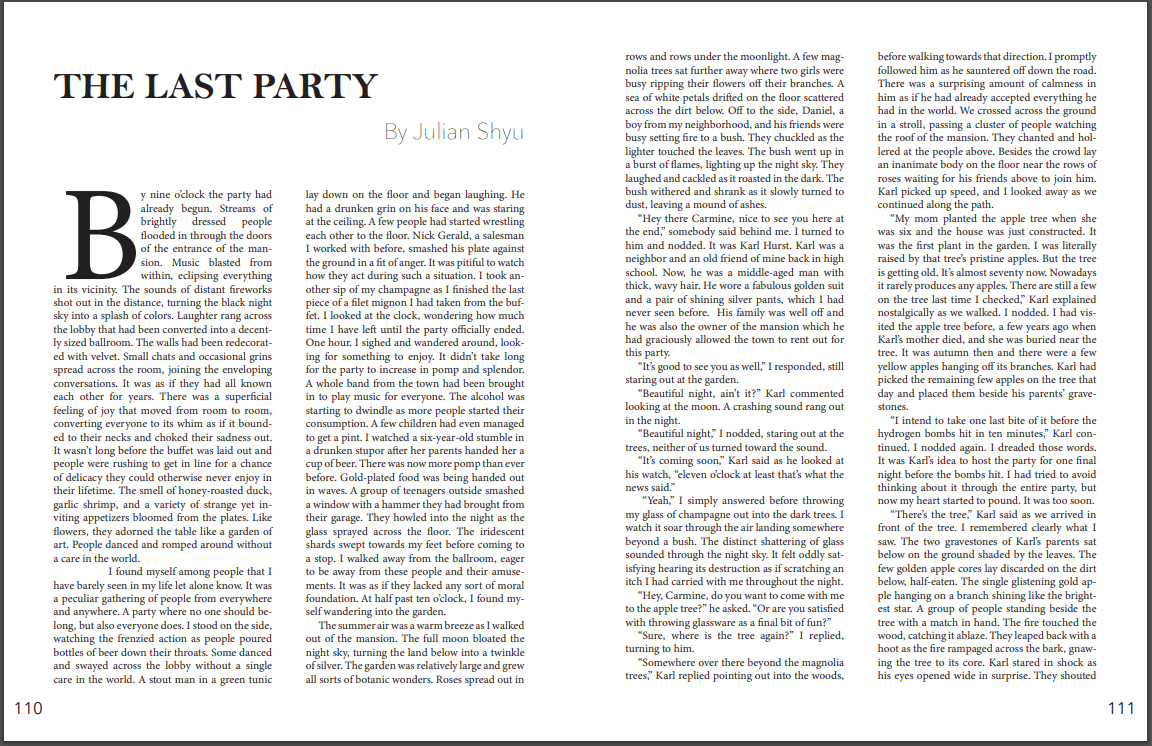 THE LAST PARTY
By Julian Shyu
By nine o'clock the party had
already begun. Streams of
brightly dressed people
flooded in through the doors
of the entrance of the man-
sion. Music blasted from
within, eclipsing everything
in its vicinity. The sounds of distant fireworks
shot out in the distance, turning the black night
sky into a splash of colors. Laughter rang across
the lobby that had been converted into a decent-
ly sized ballroom. The walls had been redecorat-
ed with velvet. Small chats and occasional grins
spread across the room, joining the enveloping
conversations. It was as if they had all known
each other for years. There was a superficial
feeling of joy that moved from room to room,
converting everyone to its whim as if it bound-
ed to their necks and choked their sadness out.
It wasn't long before the buffet was laid out and
people were rushing to get in line for a chance
of delicacy they could otherwise never enjoy in
their lifetime. The smell of honey-roasted duck,
garlic shrimp, and a variety of strange yet in-
viting appetizers bloomed from the plates. Like
flowers, they adorned the table like a garden of
art. People danced and romped around without
a care in the world.
I found myself among people that I
have barely seen in my life let alone know. It was
a peculiar gathering of people from everywhere
and anywhere. A party where no one should be-
long, but also everyone does. I stood on the side,
watching the frenzied action as people poured
bottles of beer down their throats. Some danced
and swayed across the lobby without a single
care in the world. A stout man in a green tunic
lay down on the floor and began laughing. He
had a drunken grin on his face and was staring
at the ceiling. A few people had started wrestling
each other to the floor. Nick Gerald, a salesman
I worked with before, smashed his plate against
the ground in a fit of anger. It was pitiful to watch
how they act during such a situation. I took an-
other sip of my champagne as I finished the last
piece of a filet mignon I had taken from the buf-
fet. I looked at the clock, wondering how much
time I have left until the party officially ended.
One hour. I sighed and wandered around, look-
ing for something to enjoy. It didn't take long
for the party to increase in pomp and splendor.
A whole band from the town had been brought
in to play music for everyone. The alcohol was
starting to dwindle as more people started their
consumption. A few children had even managed
to get a pint. I watched a six-year-old stumble in
a drunken stupor after her parents handed her a
cup of beer. There was now more pomp than ever
before. Gold-plated food was being handed out
in waves. A group of teenagers outside smashed
a window with a hammer they had brought from
their garage. They howled into the night as the
glass sprayed across the floor. The iridescent
shards swept towards my feet before coming to
a stop. I walked away from the ballroom, eager
to be away from these people and their amuse-
ments. It was as if they lacked any sort of moral
foundation. At half past ten o'clock, I found my-
self wandering into the garden.
The summer air was a warm breeze as I walked
out of the mansion. The full moon bloated the
night sky, turning the land below into a twinkle
of silver. The garden was relatively large and grew
all sorts of botanic wonders. Roses spread out in
110
rows and rows under the moonlight. A few mag-
nolia trees sat further away where two girls were
busy ripping their flowers off their branches. A
sea of white petals drifted on the floor scattered
across the dirt below. Off to the side, Daniel, a
boy from my neighborhood, and his friends were
busy setting fire to a bush. They chuckled as the
lighter touched the leaves. The bush went up in
a burst of flames, lighting up the night sky. They
laughed and cackled as it roasted in the dark. The
bush withered and shrank as it slowly turned to
dust, leaving a mound of ashes.
"Hey there Carmine, nice to see you here at
the end," somebody said behind me. I turned to
him and nodded. It was Karl Hurst. Karl was a
neighbor and an old friend of mine back in high
school. Now, he was a middle-aged man with
thick, wavy hair. He wore a fabulous golden suit
and a pair of shining silver pants, which I had
never seen before. His family was well off and
he was also the owner of the mansion which he
had graciously allowed the town to rent out for
this party.
"It's good to see you as well," I responded, still
staring out at the garden.
"Beautiful night, ain't it?" Karl commented
looking at the moon. A crashing sound rang out
in the night.
"Beautiful night," I nodded, staring out at the
trees, neither of us turned toward the sound.
"It's coming soon," Karl said as he looked at
his watch, "eleven o'clock at least that's what the
news said."
"Yeah," I simply answered before throwing
my glass of champagne out into the dark trees. I
watch it soar through the air landing somewhere
beyond a bush. The distinct shattering of glass
sounded through the night sky. It felt oddly sat-
isfying hearing its destruction as if scratching an
itch I had carried with me throughout the night.
"Hey, Carmine, do you want to come with me
to the apple tree?" he asked. "Or are you satisfied
with throwing glassware as a final bit of fun?"
"Sure, where is the tree again?" I replied,
turning to him.
"Somewhere over there beyond the magnolia
trees," Karl replied pointing out into the woods,
before walking towards that direction. I promptly
followed him as he sauntered off down the road.
There was a surprising amount of calmness in
him as if he had already accepted everything he
had in the world. We crossed across the ground
in a stroll, passing a cluster of people watching
the roof of the mansion. They chanted and hol-
lered at the people above. Besides the crowd lay
an inanimate body on the floor near the rows of
roses waiting for his friends above to join him.
Karl picked up speed, and I looked away as we
continued along the path.
"My mom planted the apple tree when she
was six and the house was just constructed. It
was the first plant in the garden. I was literally
raised by that tree's pristine apples. But the tree
is getting old. It's almost seventy now. Nowadays
it rarely produces any apples. There are still a few
on the tree last time I checked," Karl explained
nostalgically as we walked. I nodded. I had vis-
ited the apple tree before, a few years ago when
Karl's mother died, and she was buried near the
tree. It was autumn then and there were a few
yellow apples hanging off its branches. Karl had
picked the remaining few apples on the tree that
day and placed them beside his parents' grave-
stones.
"I intend to take one last bite of it before the
hydrogen bombs hit in ten minutes," Karl con-
tinued. I nodded again. I dreaded those words.
It was Karl's idea to host the party for one final
night before the bombs hit. I had tried to avoid
thinking about it through the entire party, but
now my heart started to pound. It was too soon.
"There's the tree," Karl said as we arrived in
front of the tree. I remembered clearly what I
saw. The two gravestones of Karl's parents sat
below on the ground shaded by the leaves. The
few golden apple cores lay discarded on the dirt
below, half-eaten. The single glistening gold ap-
ple hanging on a branch shining like the bright-
est star. A group of people standing beside the
tree with a match in hand. The fire touched the
wood, catching it ablaze. They leaped back with a
hoot as the fire rampaged across the bark, gnaw-
ing the tree to its core. Karl stared in shock as
his eyes opened wide in surprise. They shouted
111